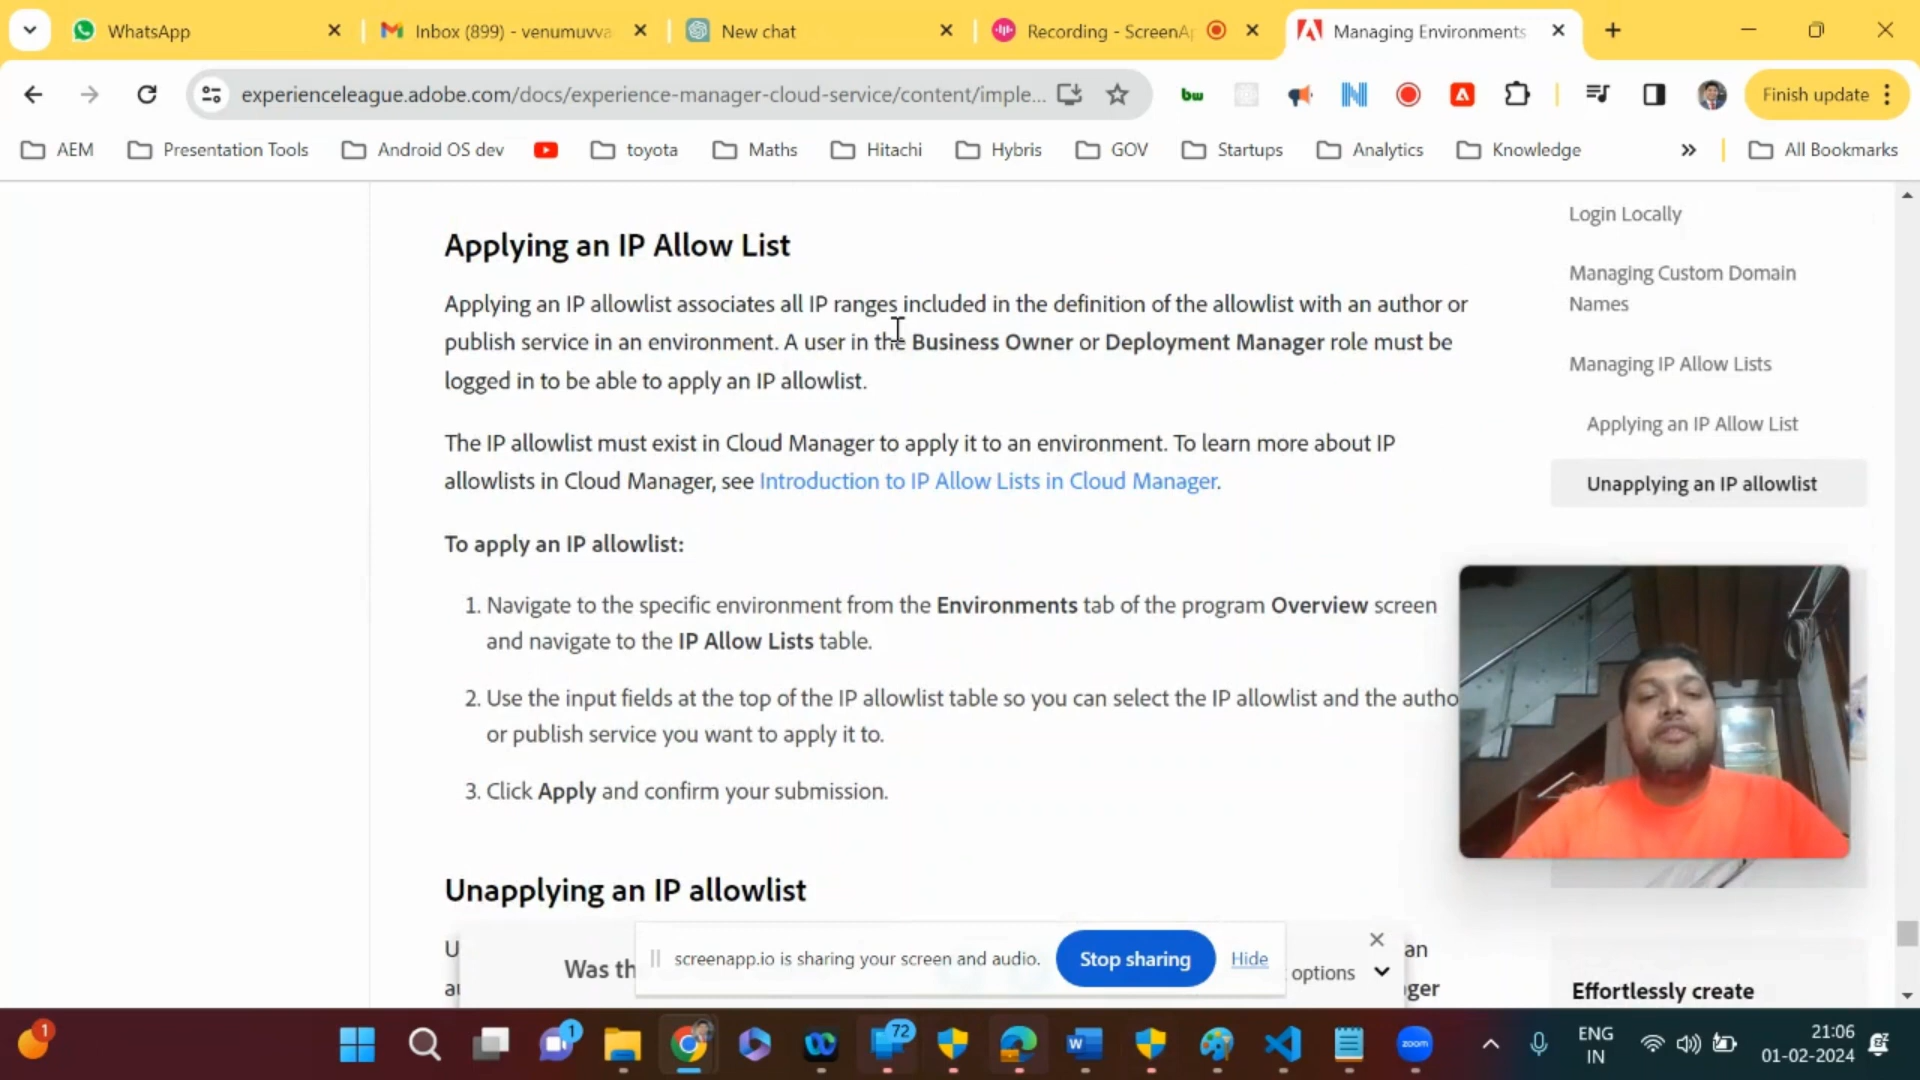 WhatsApp
Inbox (899) - venumuvva
New chat
Recording - ScreenA
Managing Environments
experienceleague.adobe.com/docs/experience-manager-cloud-service/content/imple...
bw
Finish update
AEM
Presentation Tools
Android OS dev
toyota
Maths
Hitachi
Hybris
GOV
Startups
Analytics
Knowledge
All Bookmarks
Applying an IP Allow List
Applying an IP allowlist associates all IP ranges included in the definition of the allowlist with an author or
publish service in an environment. A user in the Business Owner or Deployment Manager role must be
logged in to be able to apply an IP allowlist.
The IP allowlist must exist in Cloud Manager to apply it to an environment. To learn more about IP
allowlists in Cloud Manager, see Introduction to IP Allow Lists in Cloud Manager.
To apply an IP allowlist:
1. Navigate to the specific environment from the Environments tab of the program Overview screen
and navigate to the IP Allow Lists table.
2. Use the input fields at the top of the IP allowlist table so you can select the IP allowlist and the autho
or publish service you want to apply it to.
3. Click Apply and confirm your submission.
Unapplying an IP allowlist
U
an
au
ger
Was th
options
screenapp.io is sharing your screen and audio.
Stop sharing
Hide
Login Locally
Managing Custom Domain
Names
Managing IP Allow Lists
Applying an IP Allow List
Unapplying an IP allowlist
Effortlessly create
1
1
72
W
zoom
ENG
IN
21:06
01-02-2024